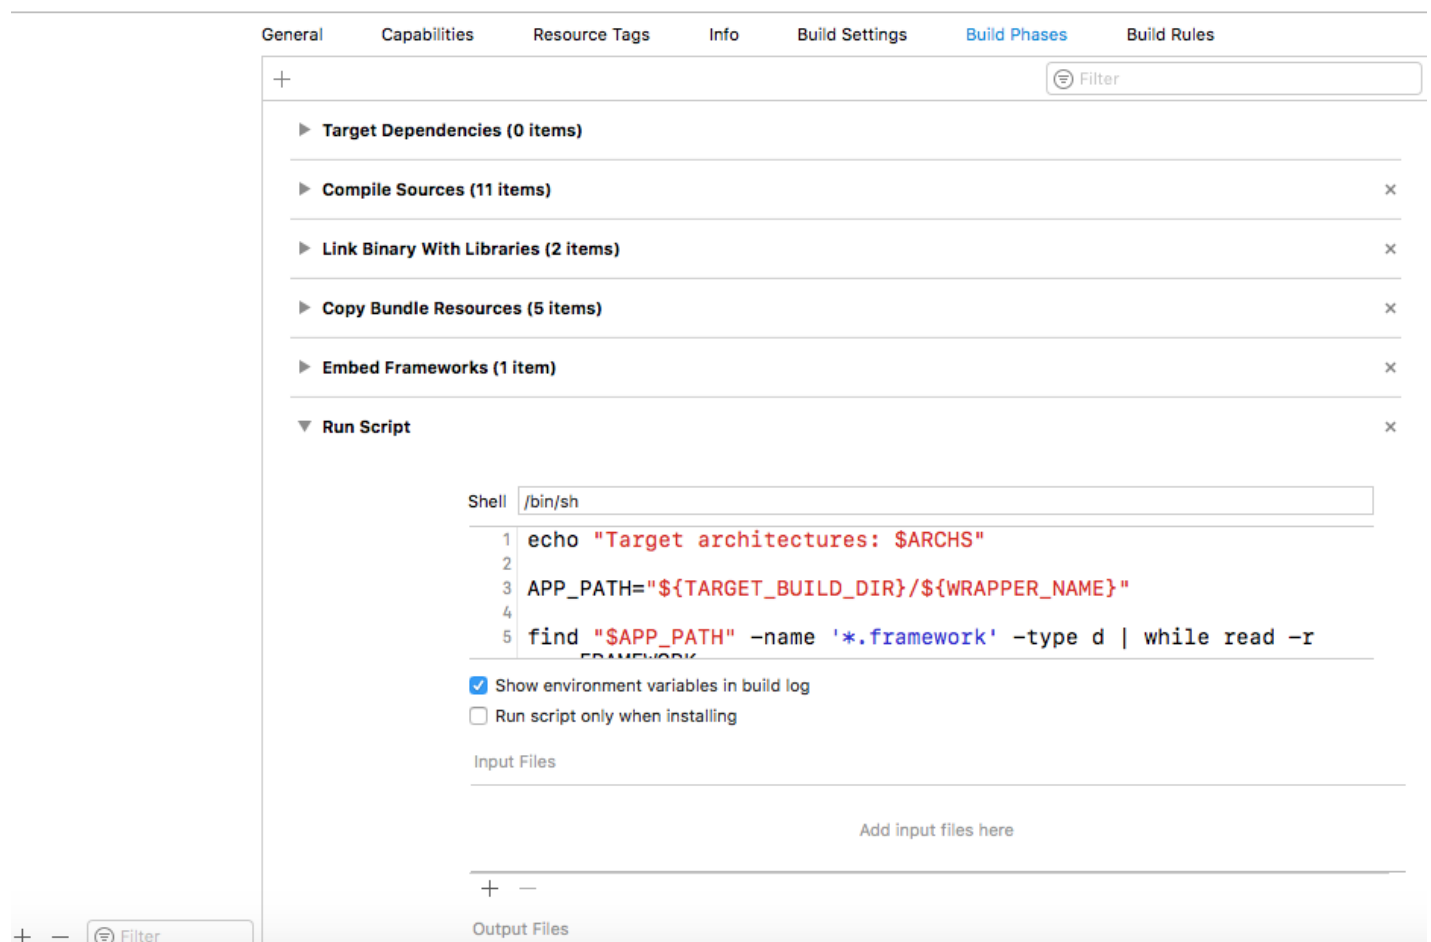 General Capabilities Resource Tags Info Build Settings Build Phases Build Rules
Filter
Target Dependencies (0 items)
Compile Sources (11 items)
Link Binary With Libraries (2 items)
Copy Bundle Resources (5 items)
Embed Frameworks (1 item)
Run Script
Shell /bin/sh
1 echo "Target architectures: $ARCHS"
2
3 APP_PATH="${TARGET_BUILD_DIR}/${WRAPPER_NAME}"
4
5 find "$APP_PATH" -name '*.framework' -type d | while read -r
FRAMEWORK
Show environment variables in build log
Run script only when installing
Input Files
Add input files here
Output Files
Filter